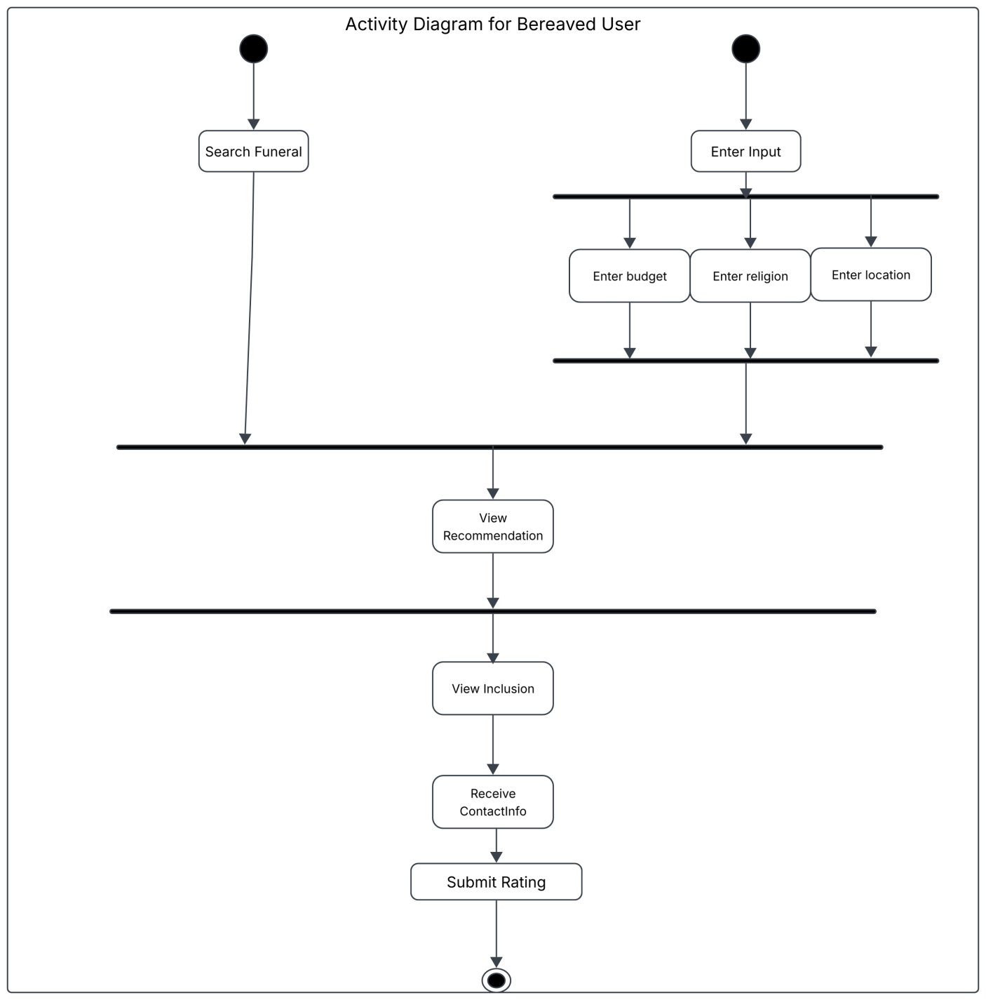 Activity Diagram for Bereaved User
Search Funeral
Enter Input
Enter budget
Enter religion
Enter location
View
Recommendation
View Inclusion
Receive
ContactInfo
Submit Rating